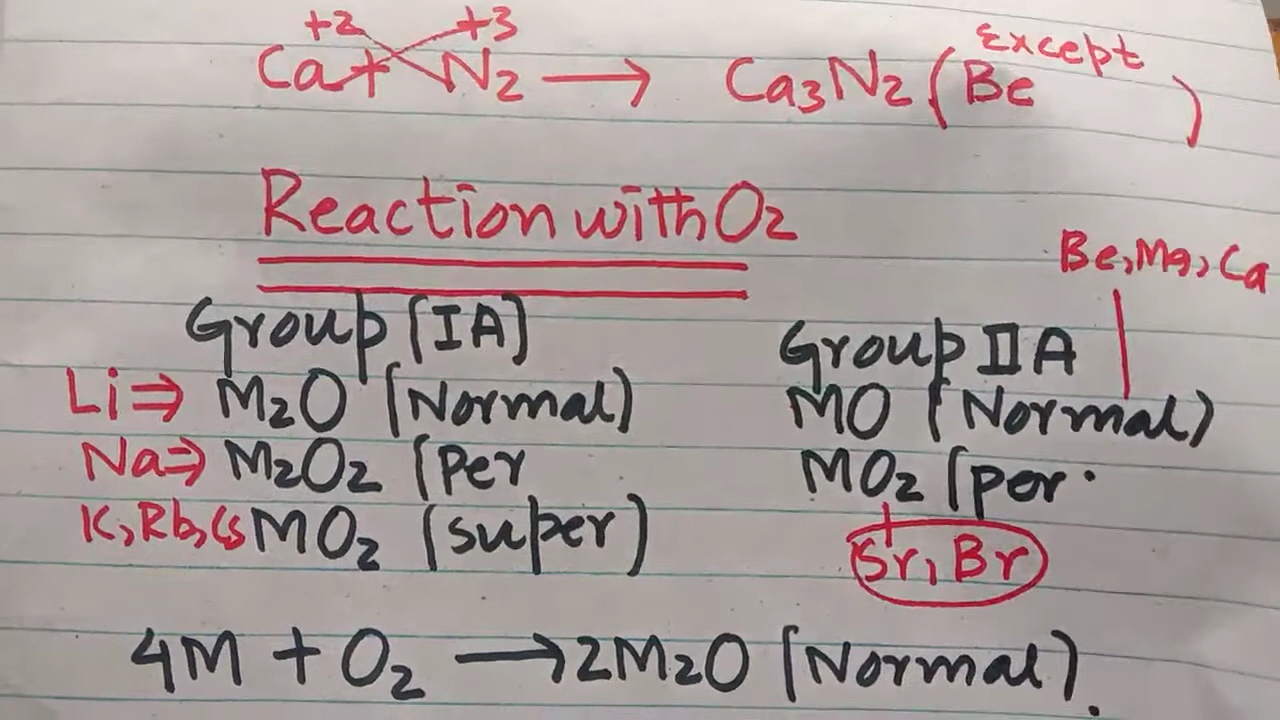 +2 +3
Ca + N2 → Ca3N2 (Be except)
Reaction with O2
Be, Mg, Ca
Group [IA]
Group IIA
Li ⇒ M2O (Normal)
MO (Normal)
Na ⇒ M2O2 (Per
MO2 (per.
K, Rb, Cs MO2 (super)
Sr, Br
4M + O2 → 2M2O (Normal).